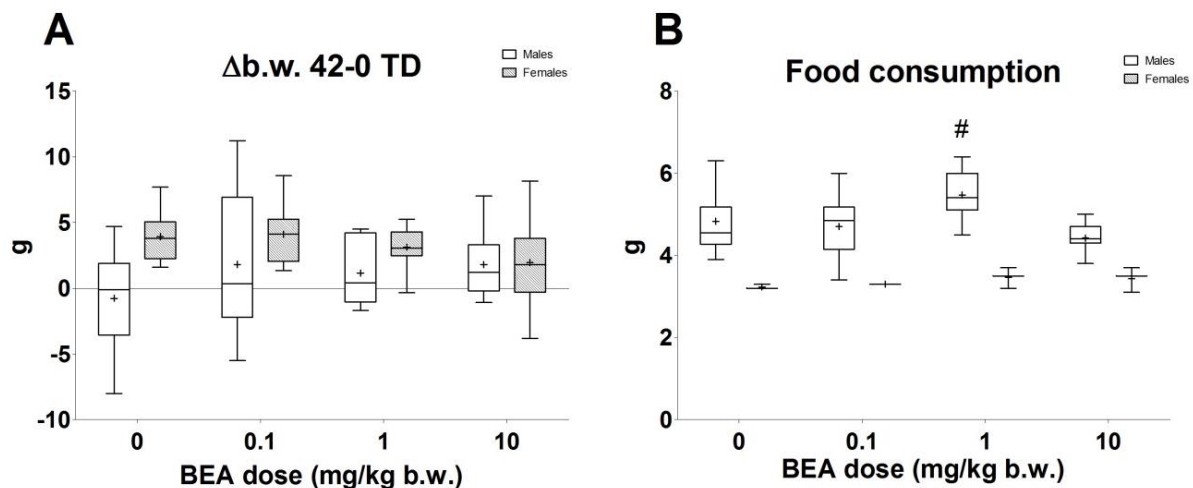 A
Δb.w. 42-0 TD
Males
Females
15
10
5
0
-5
-10
g
0
0.1
1
10
BEA dose (mg/kg b.w.)
B
Food consumption
Males
Females
#
8
6
4
2
0
g
0
0.1
1
10
BEA dose (mg/kg b.w.)